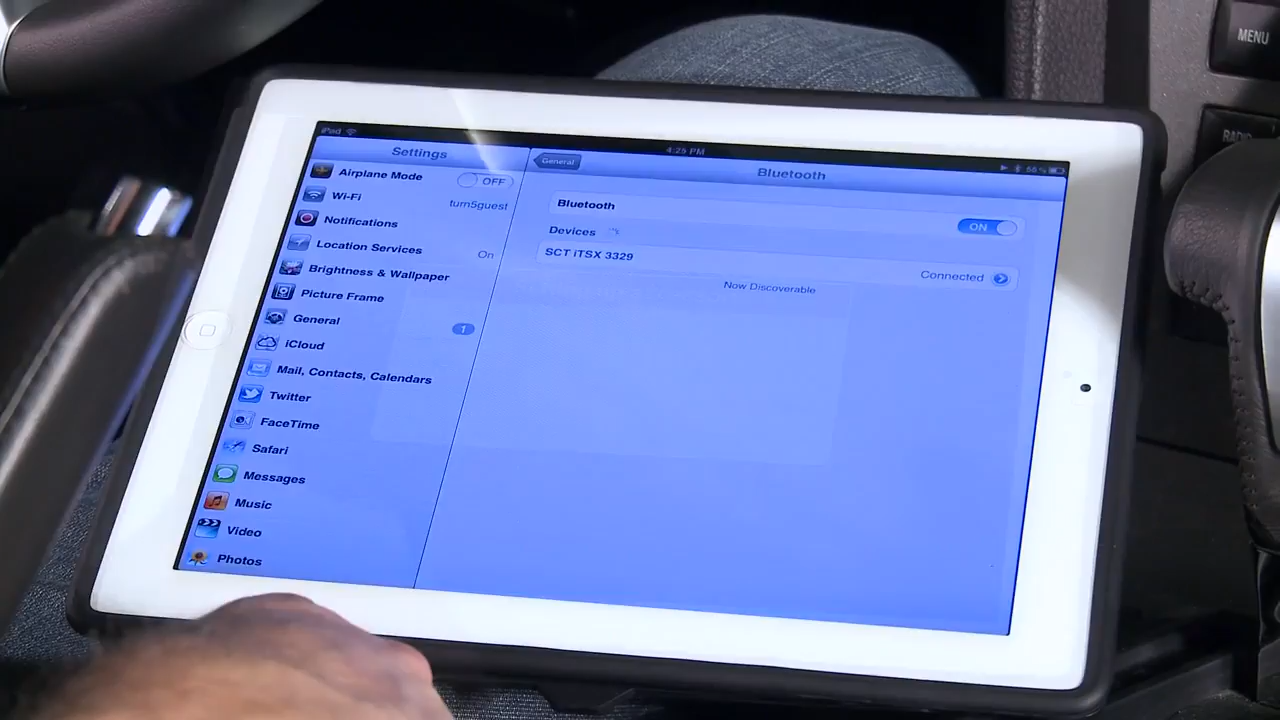 iPad
4:25 PM
Settings
Airplane Mode OFF
Wi-Fi turn5guest
Notifications
Location Services On
Brightness & Wallpaper
Picture Frame
General 1
iCloud
Mail, Contacts, Calendars
Twitter
FaceTime
Safari
Messages
Music
Video
Photos
General
Bluetooth
Bluetooth ON
Devices
SCT iTSX 3329
Connected
Now Discoverable
MENU
RADIO